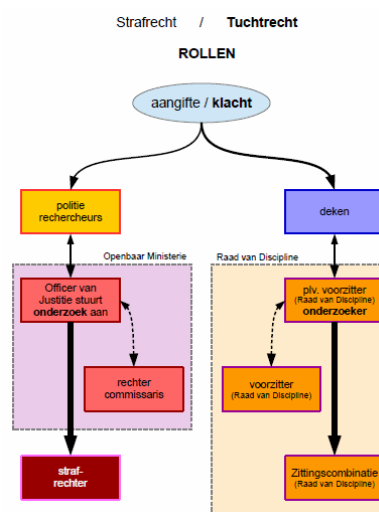 Strafrecht / Tuchtrecht
ROLLEN
aangifte / klacht
politie
rechercheurs
deken
Openbaar Ministerie
Raad van Discipline
Officer van
Justitie stuurt
onderzoek aan
plv. voorzitter
(Raad van Discipline)
onderzoeker
rechter
commissaris
voorzitter
(Raad van Discipline)
straf-
rechter
Zittingscombinatie
(Raad van Discipline)